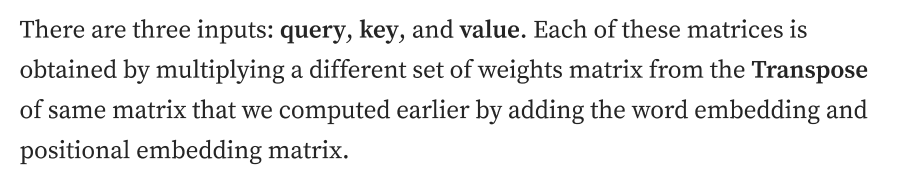 There are three inputs: query, key, and value. Each of these matrices is
obtained by multiplying a different set of weights matrix from the Transpose
of same matrix that we computed earlier by adding the word embedding and
positional embedding matrix.